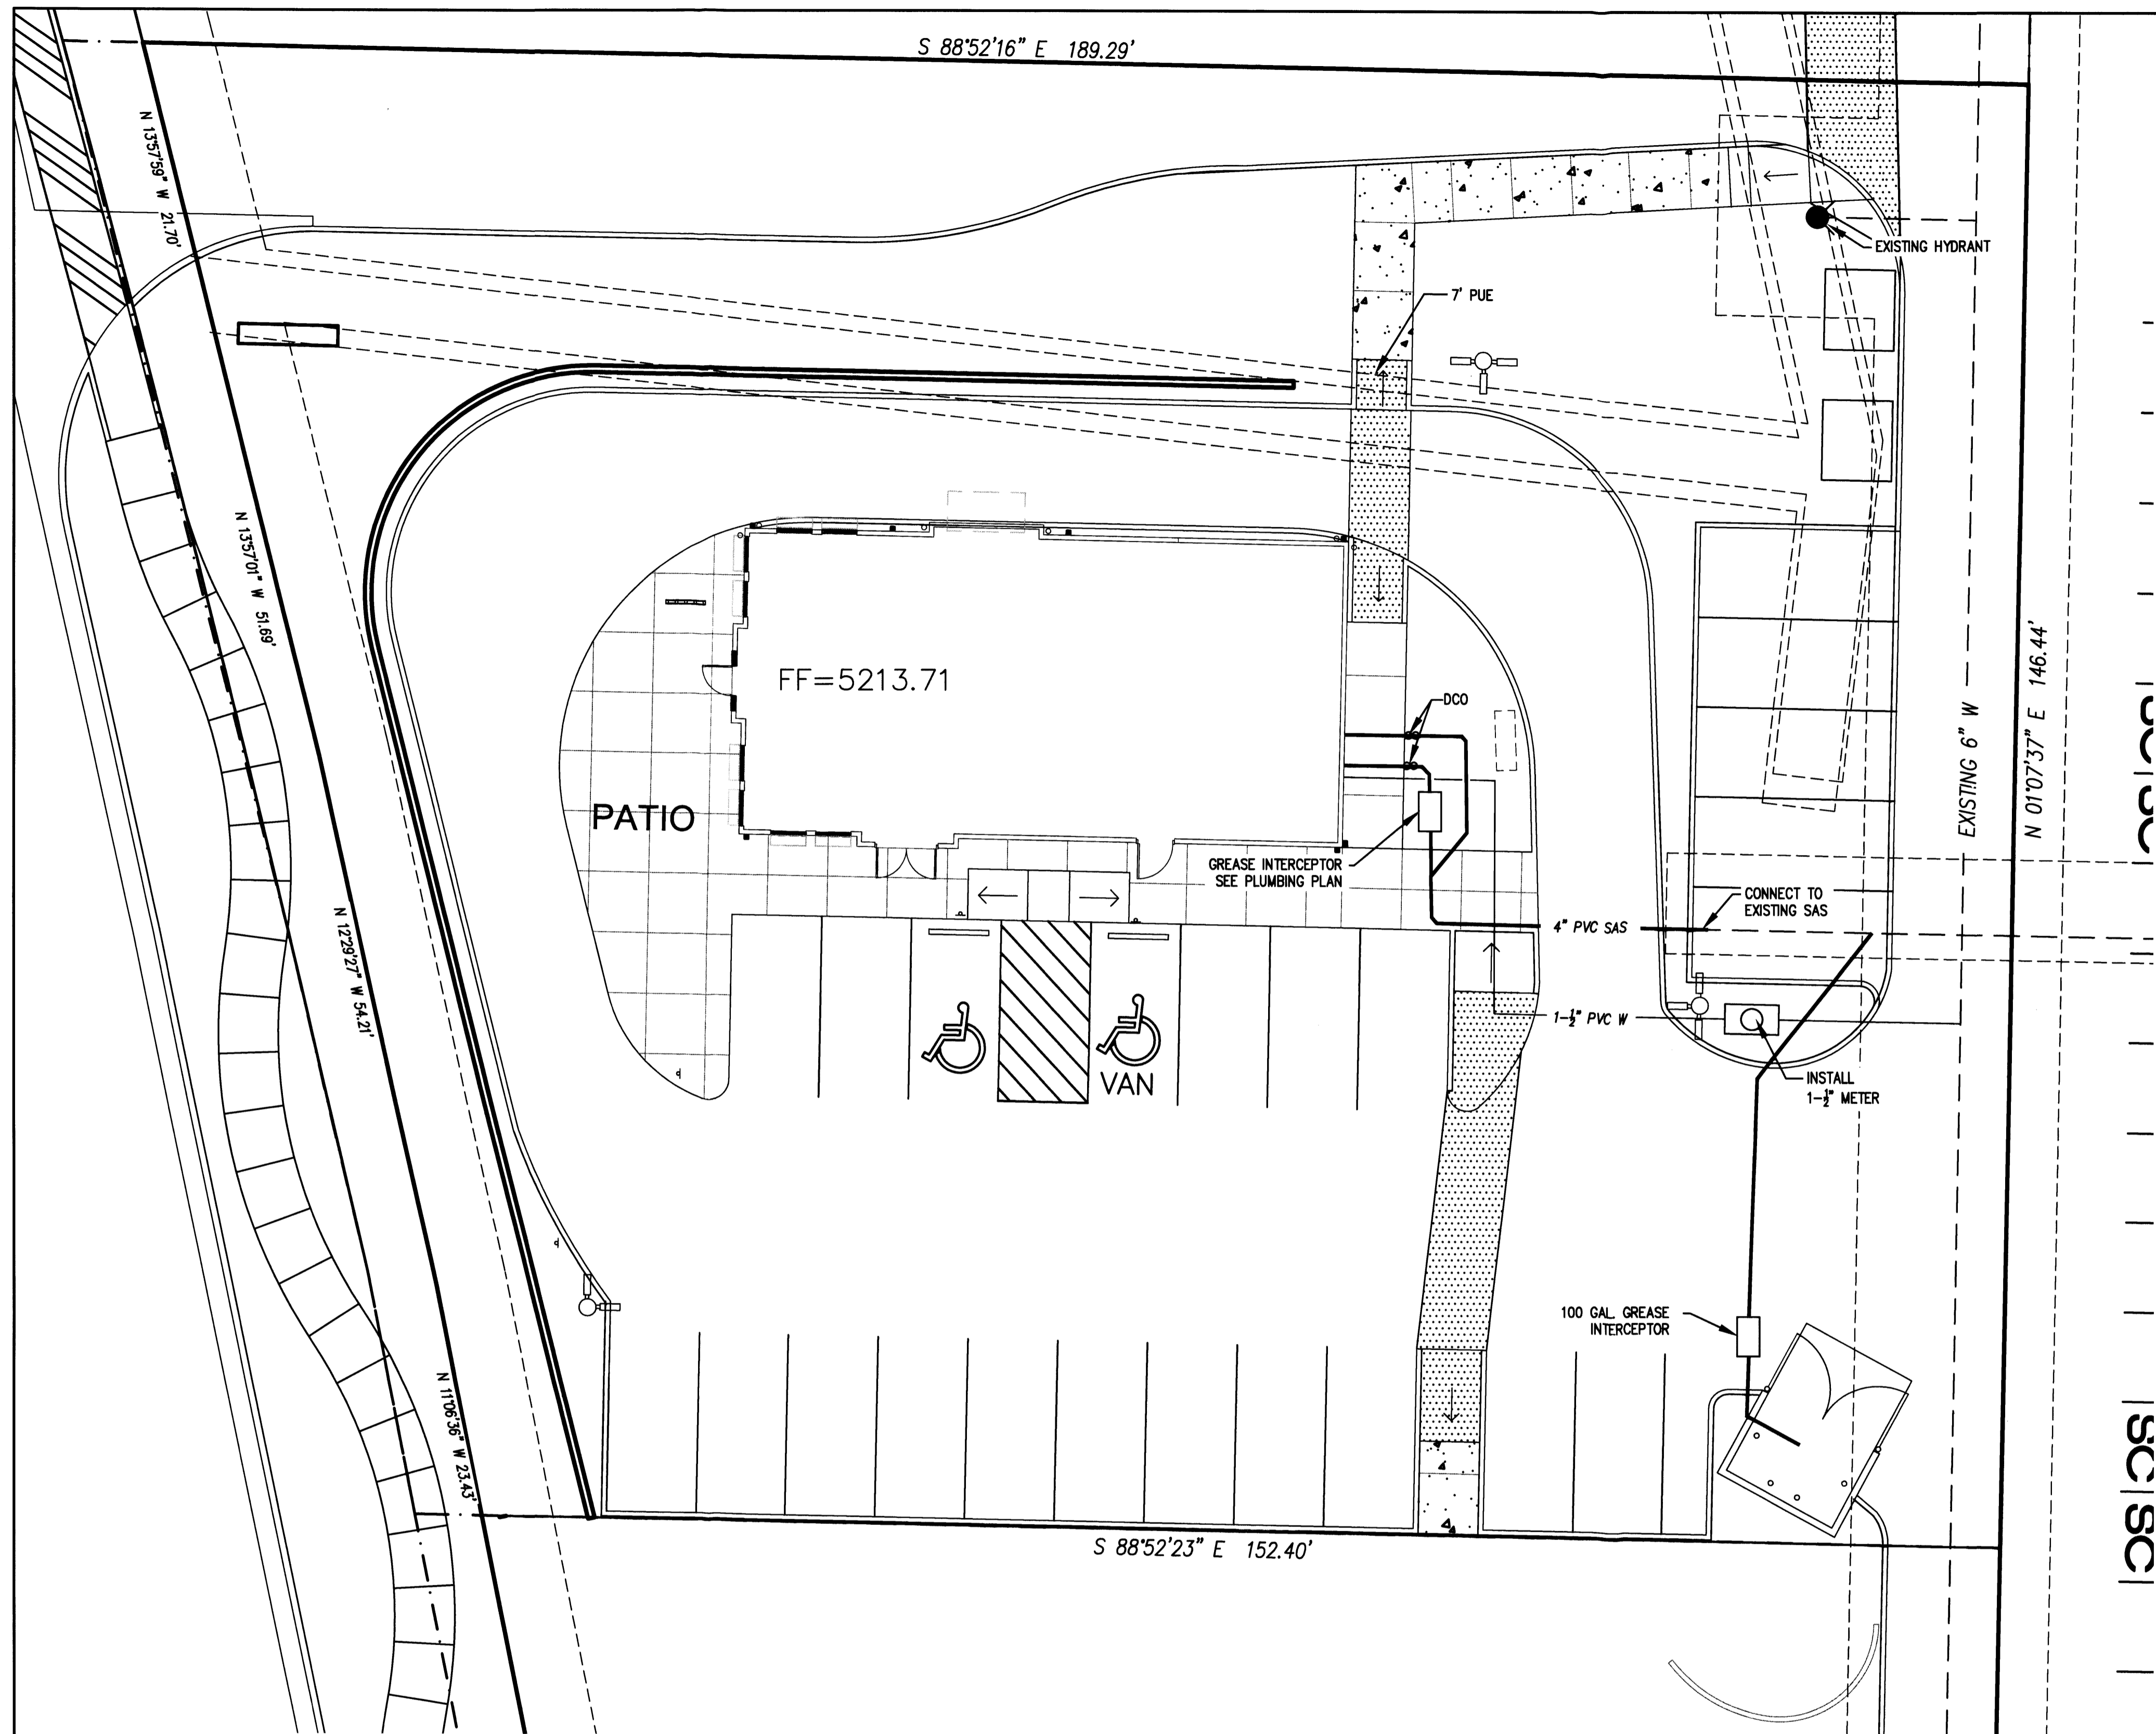 S 88°52'16" E 189.29'
N 13°57'59" W 21.70'
EXISTING HYDRANT
7' PUE
N 13°57'01" W 51.69'
FF=5213.71
DCO
EXISTING 6" W
N 01°07'37" E 146.44'
PATIO
GREASE INTERCEPTOR
SEE PLUMBING PLAN
CONNECT TO
EXISTING SAS
4" PVC SAS
N 12°29'27" W 54.21'
1-½" PVC W
VAN
INSTALL
1-½" METER
100 GAL. GREASE
INTERCEPTOR
N 11°06'36" W 23.43'
SC SC
S 88°52'23" E 152.40'